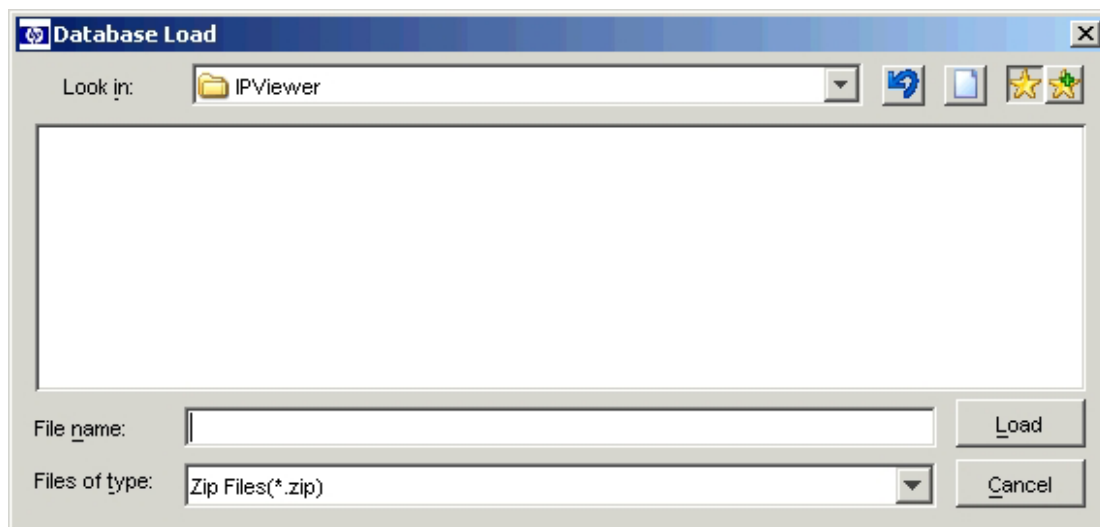 Database Load
Look in: IPViewer
File name: Load
Files of type: Zip Files(*.zip) Cancel